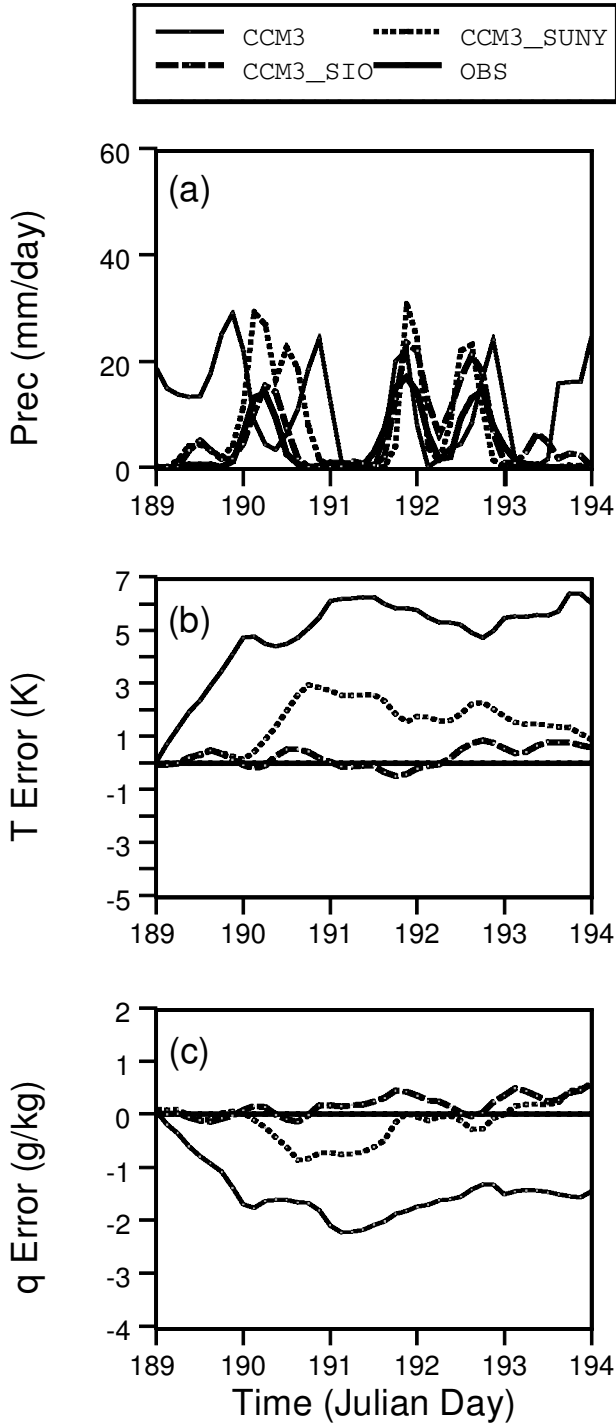 CCM3 CCM3_SUNY
CCM3_SIO OBS
60
(a)
40
Prec (mm/day)
20
0
189 190 191 192 193 194
7
(b)
5
3
T Error (K)
1
-1
-3
-5
189 190 191 192 193 194
2
(c)
1
0
q Error (g/kg)
-1
-2
-3
-4
189 190 191 192 193 194
Time (Julian Day)